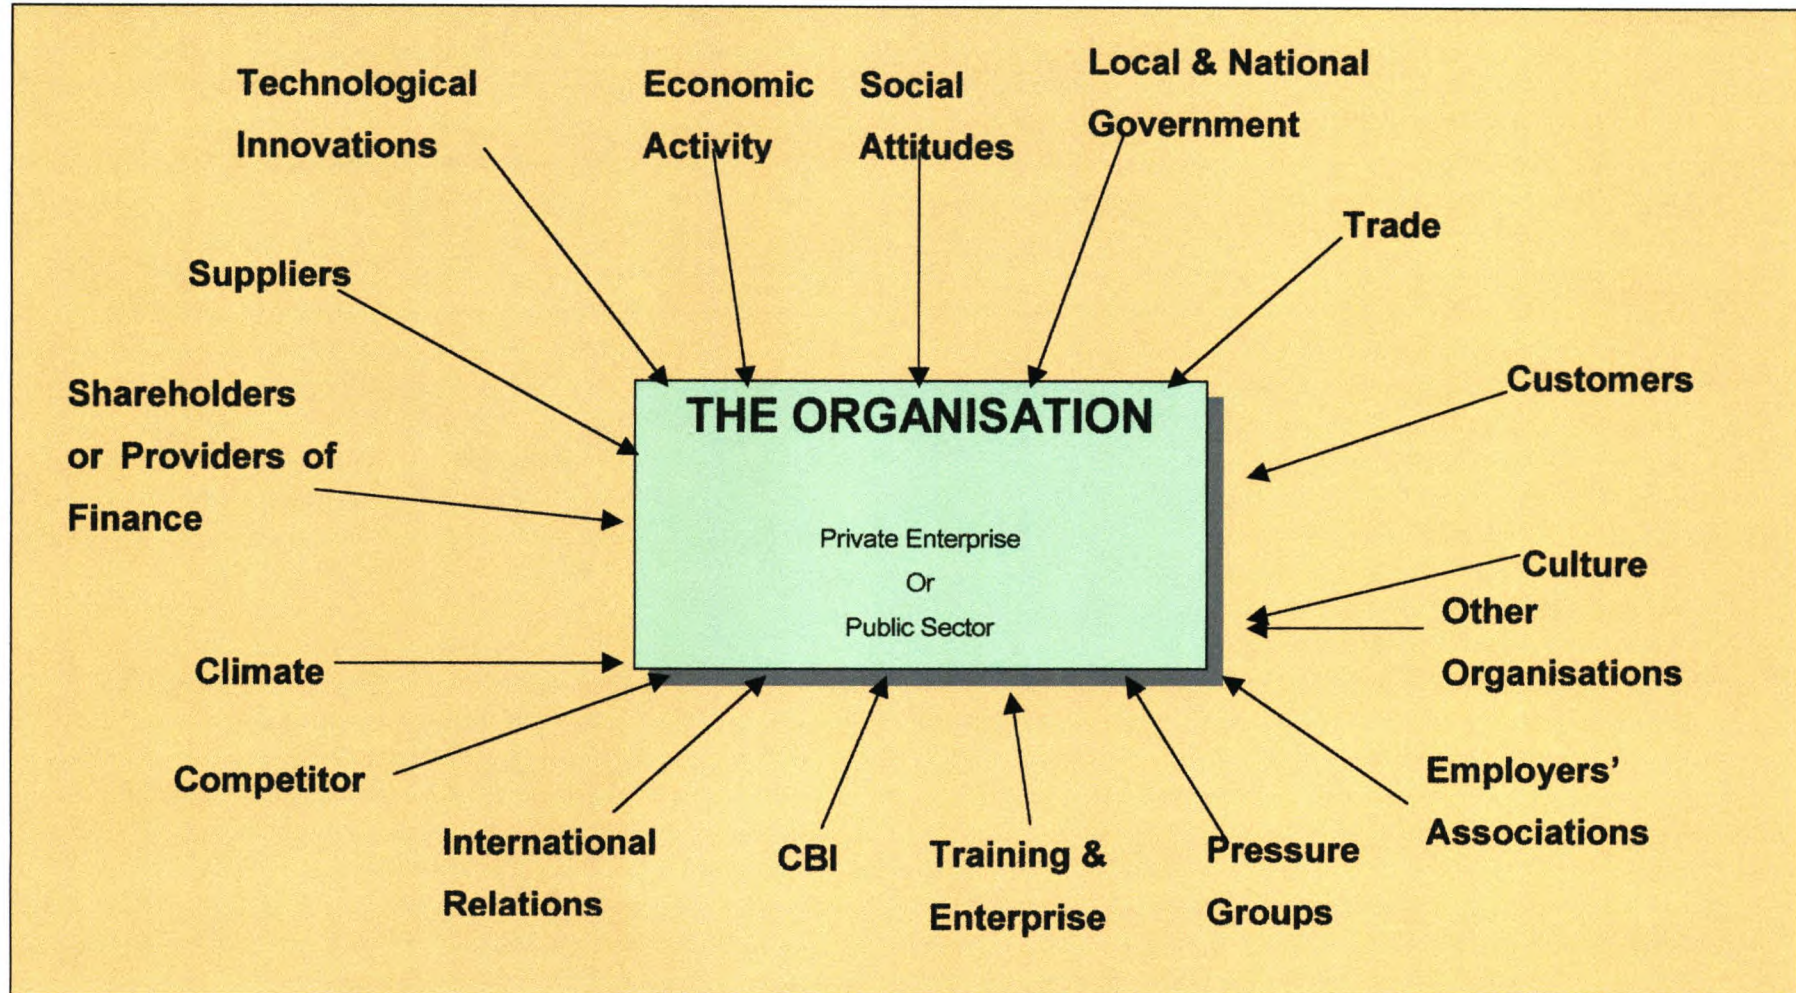 Technological
Innovations
Economic
Activity
Social
Attitudes
Local & National
Government
Trade
Suppliers
Customers
Shareholders
or Providers of
Finance
THE ORGANISATION
Private Enterprise
Or
Public Sector
Culture
Other
Organisations
Climate
Competitor
Employers’
Associations
International
Relations
CBI
Training &
Enterprise
Pressure
Groups